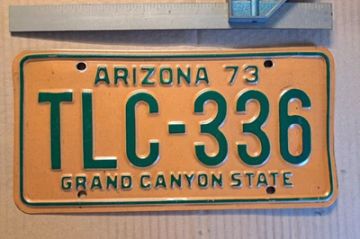 ARIZONA 73
TLC-336
GRAND CANYON STATE